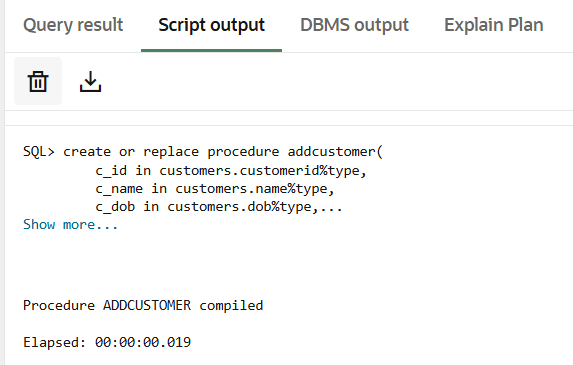 Query result Script output DBMS output Explain Plan
SQL> create or replace procedure addcustomer(
c_id in customers.customerid%type,
c_name in customers.name%type,
c_dob in customers.dob%type,...
Show more...
Procedure ADDCUSTOMER compiled
Elapsed: 00:00:00.019